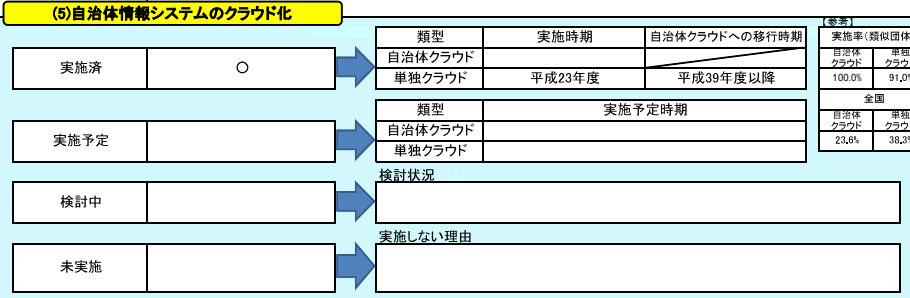 (5)自治体情報システムのクラウド化
【参考】
類型 実施時期 自治体クラウドへの移行時期
自治体クラウド
単独クラウド 平成23年度 平成39年度以降
実施済 ○
実施率(類似団体
自治体クラウド 単独クラウ
100.0% 91.0%
全国
自治体クラウド 単独クラウ
23.6% 38.3%
類型 実施予定時期
自治体クラウド
単独クラウド
実施予定
検討状況
検討中
実施しない理由
未実施